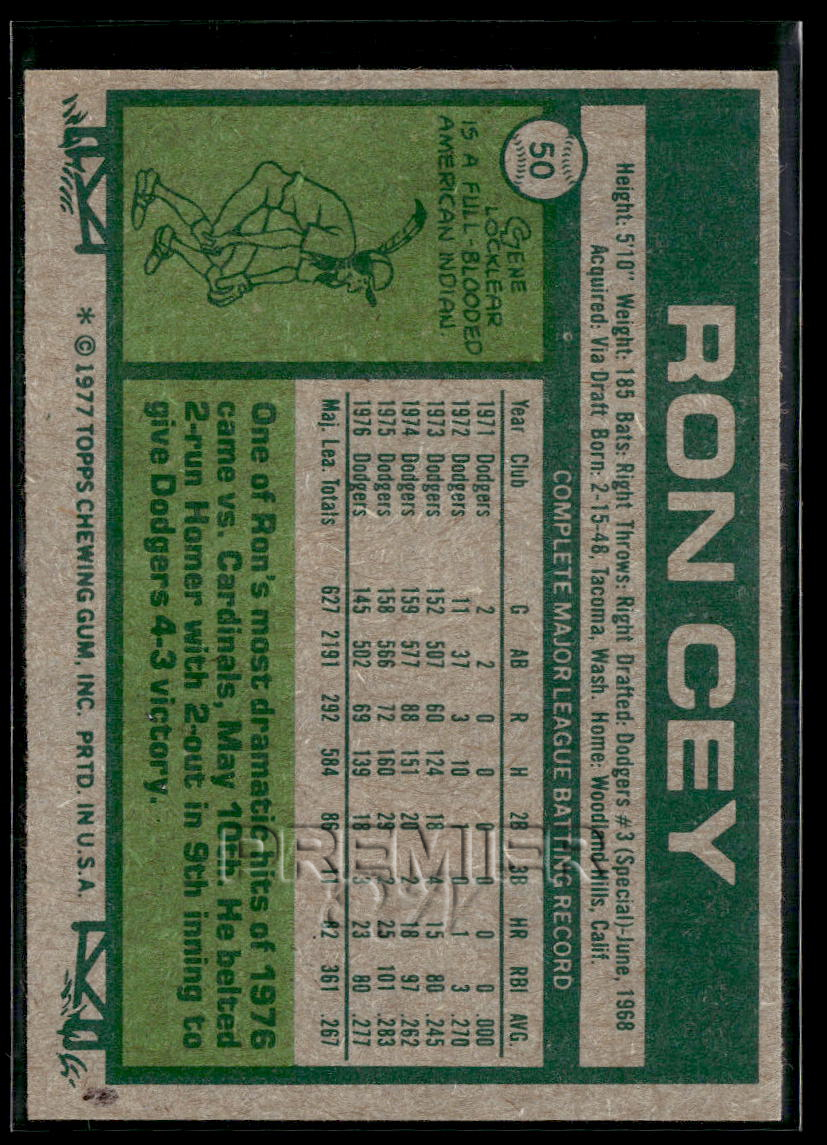 RON CEY
50
Height: 5'10" Weight: 185 Bats: Right Throws: Right Drafted: Dodgers #3 (Special)-June, 1968
Acquired: Via Draft Born: 2-15-48, Tacoma, Wash. Home: Woodland Hills, Calif.
COMPLETE MAJOR LEAGUE BATTING RECORD
Year Club G AB R H 2B 3B HR RBI AVG.
1971 Dodgers 2 2 0 0 0 0 0 0 .000
1972 Dodgers 11 37 3 10 0 0 1 3 .270
1973 Dodgers 152 507 60 124 18 4 15 80 .245
1974 Dodgers 159 577 88 151 20 2 18 97 .262
1975 Dodgers 158 566 72 160 29 2 25 101 .283
1976 Dodgers 145 502 69 139 18 3 23 80 .277
Maj. Lea. Totals 627 2191 292 584 86 11 82 361 .267
GENE
LOCKLEAR
IS A FULL-BLOODED
AMERICAN INDIAN.
One of Ron's most dramatic hits of 1976
came vs. Cardinals, May 10th. He belted
2-run Homer with 2-out in 9th inning to
give Dodgers 4-3 victory.
* © 1977 TOPPS CHEWING GUM, INC. PRTD. IN U.S.A.
PREMIER